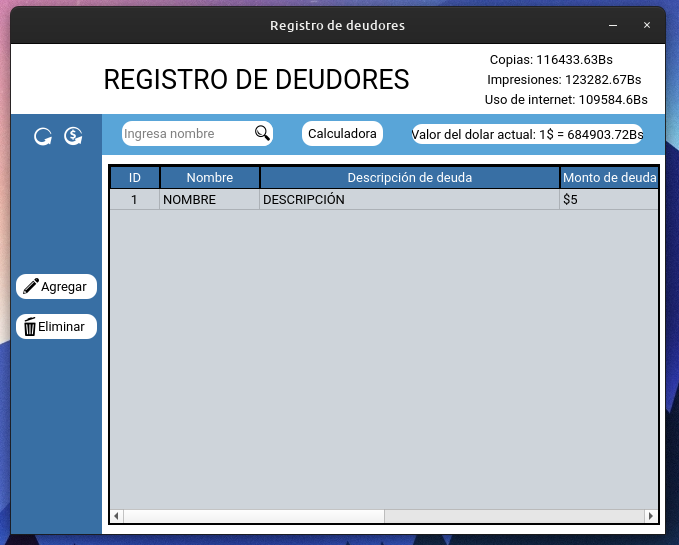 Registro de deudores
REGISTRO DE DEUDORES
Copias: 116433.63Bs
Impresiones: 123282.67Bs
Uso de internet: 109584.6Bs
Ingresa nombre
Calculadora
Valor del dolar actual: 1$ = 684903.72Bs
ID Nombre Descripción de deuda Monto de deuda
1 NOMBRE DESCRIPCIÓN $5
Agregar
Eliminar